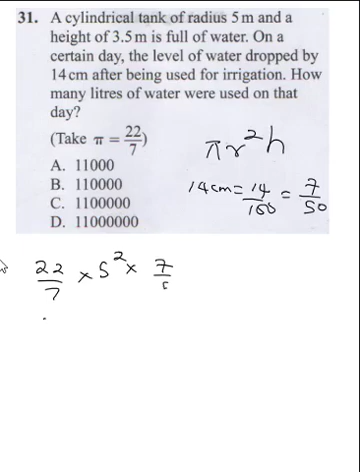 31. A cylindrical tank of radius 5 m and a
height of 3.5 m is full of water. On a
certain day, the level of water dropped by
14 cm after being used for irrigation. How
many litres of water were used on that
day?
(Take π = 22/7)
A. 11000
B. 110000
C. 1100000
D. 11000000
πr²h
14cm = 14/100 = 7/50
22/7 × 5² × 7/